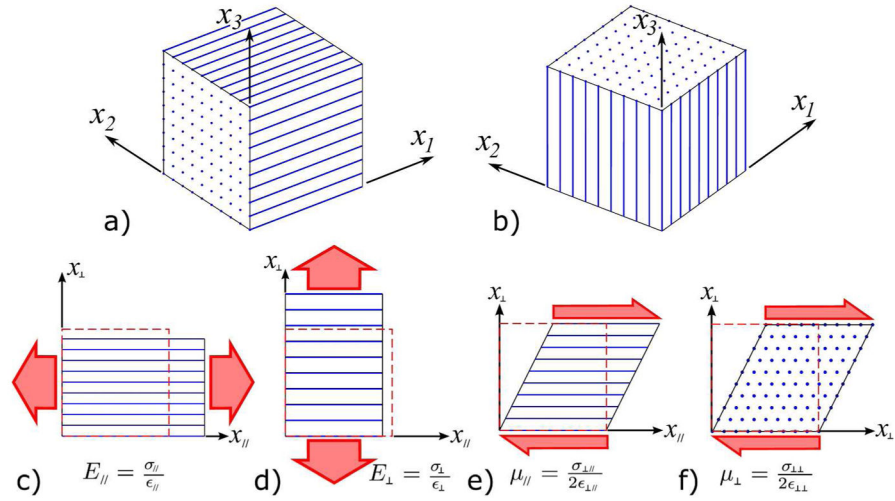 x₃
x₂
x₁
a)
x₃
x₂
x₁
b)
x⊥
x∥
c) E∥ = σ∥/ϵ∥
x⊥
x∥
d) E⊥ = σ⊥/ϵ⊥
x⊥
x∥
e) μ∥ = σ⊥∥/2ϵ⊥∥
x⊥
x⊥
f) μ⊥ = σ⊥⊥/2ϵ⊥⊥